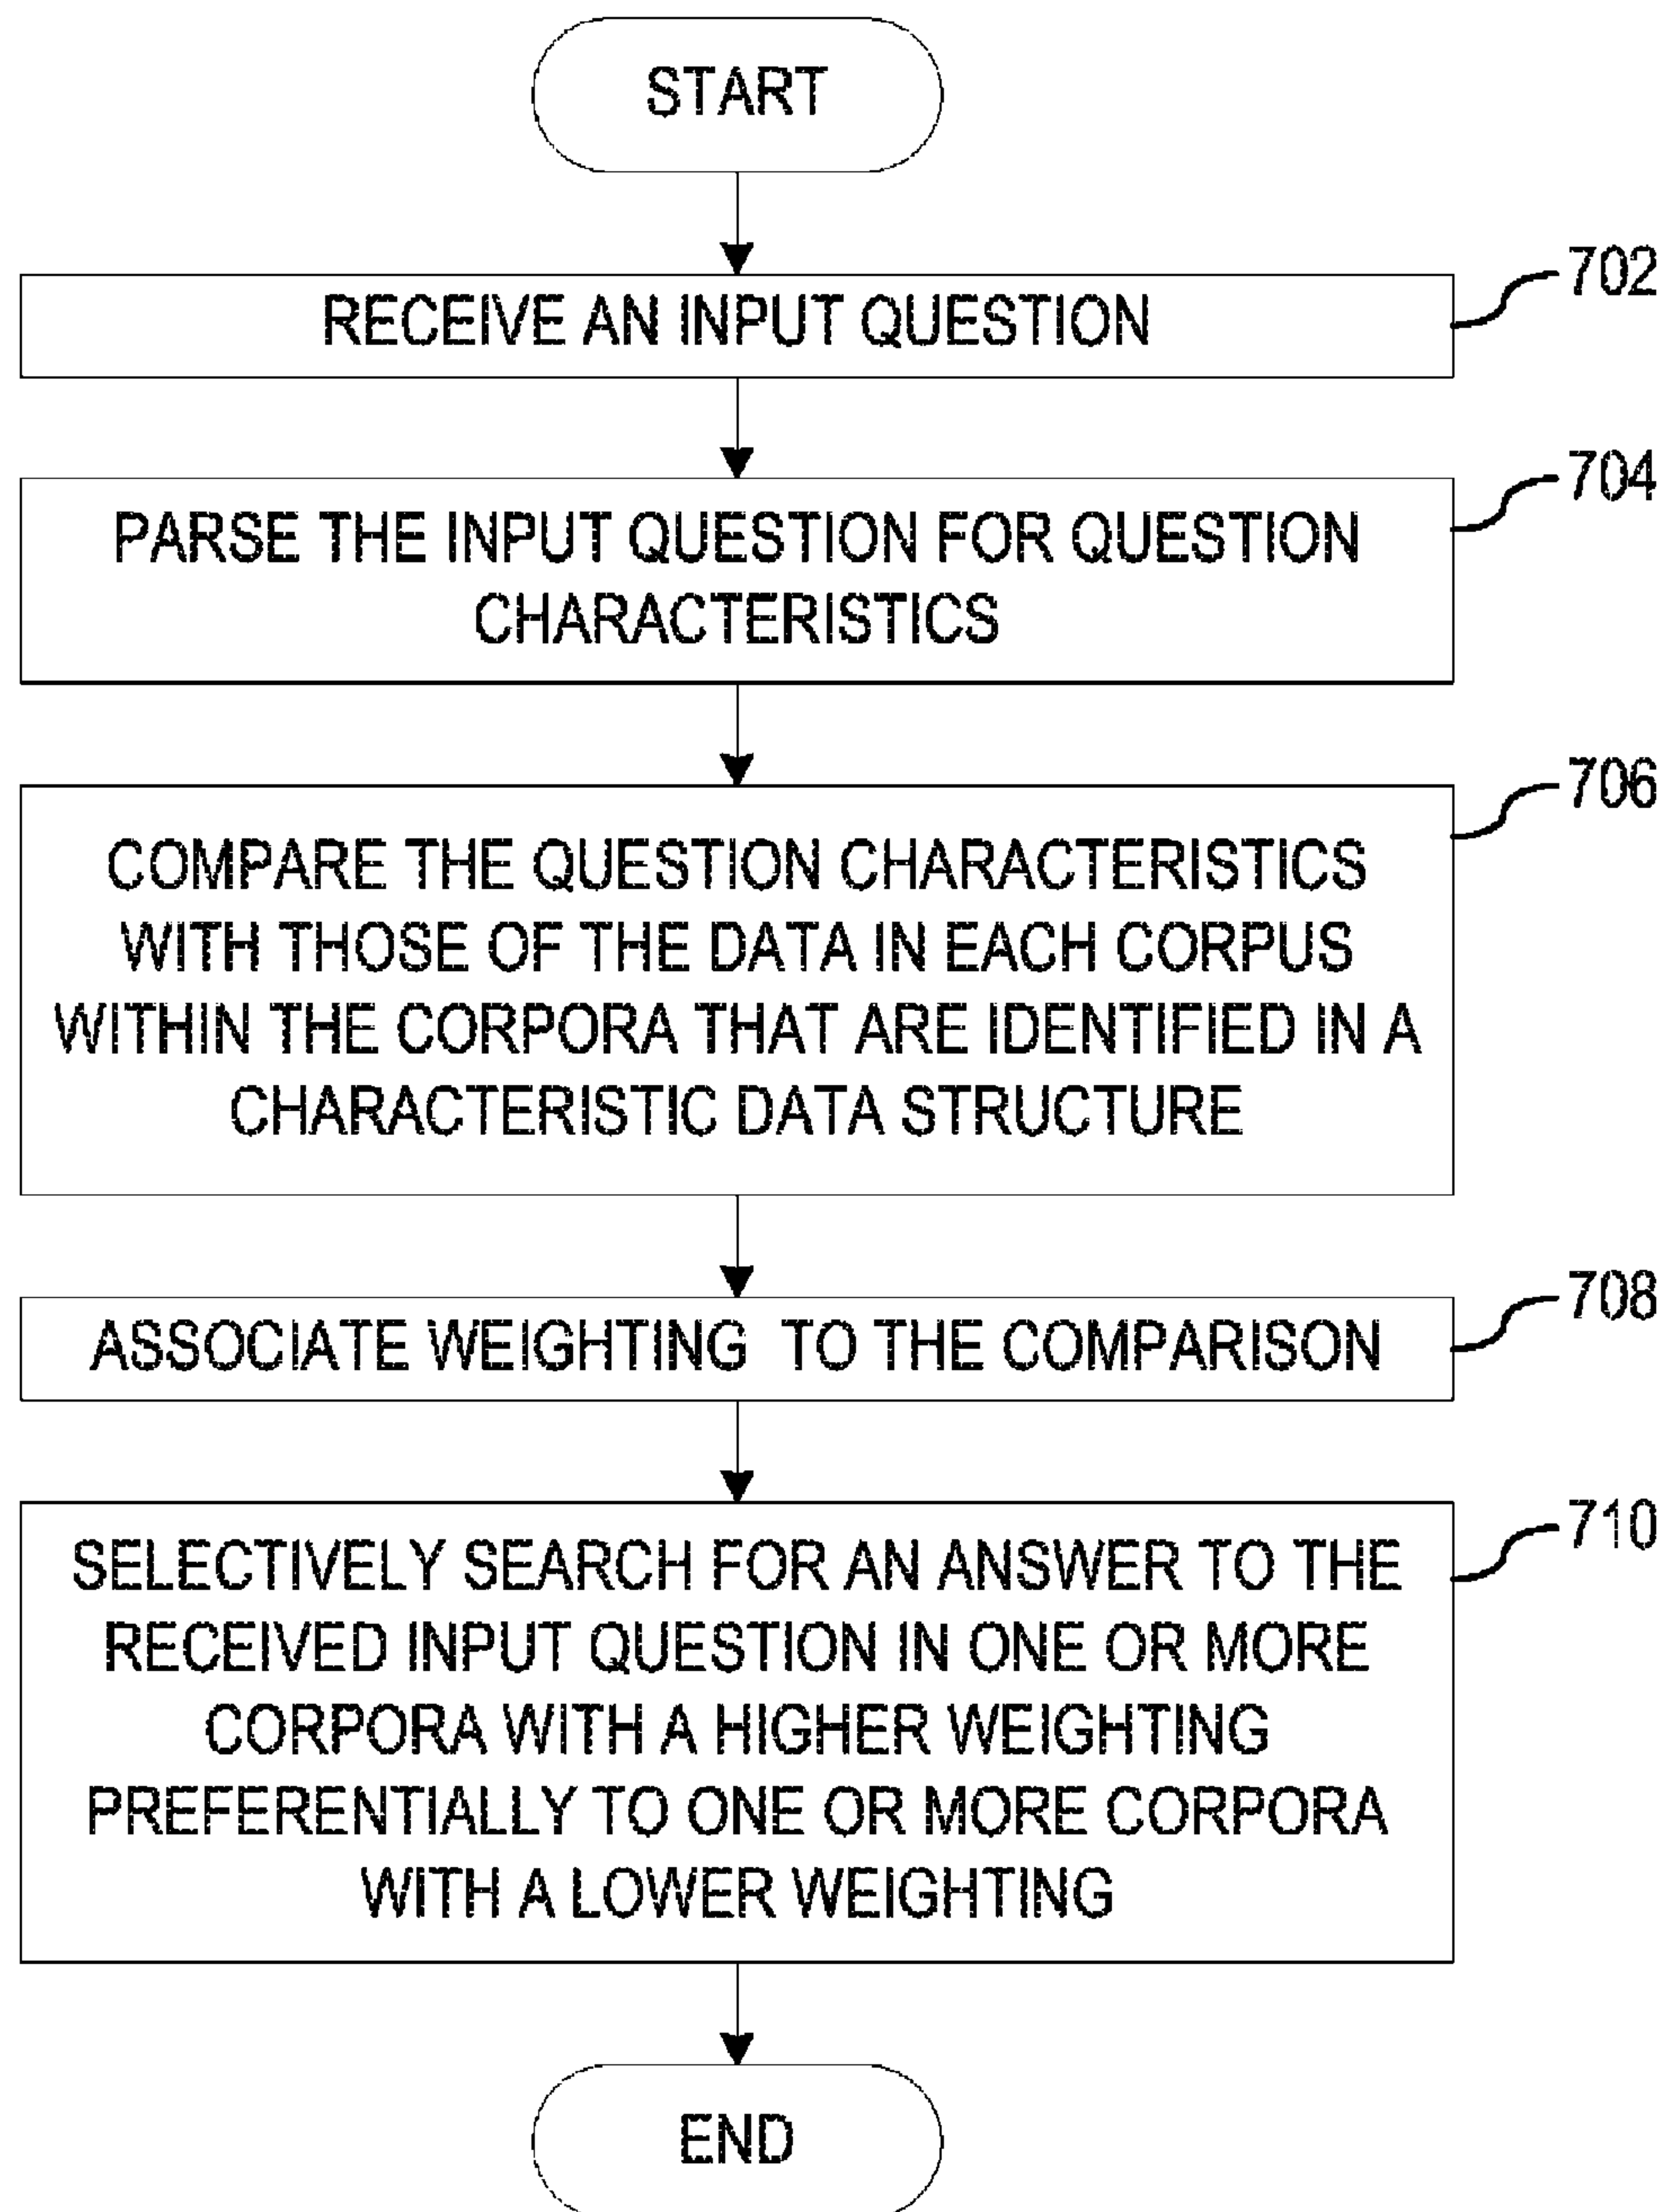 START
RECEIVE AN INPUT QUESTION
702
PARSE THE INPUT QUESTION FOR QUESTION
CHARACTERISTICS
704
COMPARE THE QUESTION CHARACTERISTICS
WITH THOSE OF THE DATA IN EACH CORPUS
WITHIN THE CORPORA THAT ARE IDENTIFIED IN A
CHARACTERISTIC DATA STRUCTURE
706
ASSOCIATE WEIGHTING TO THE COMPARISON
708
SELECTIVELY SEARCH FOR AN ANSWER TO THE
RECEIVED INPUT QUESTION IN ONE OR MORE
CORPORA WITH A HIGHER WEIGHTING
PREFERENTIALLY TO ONE OR MORE CORPORA
WITH A LOWER WEIGHTING
710
END